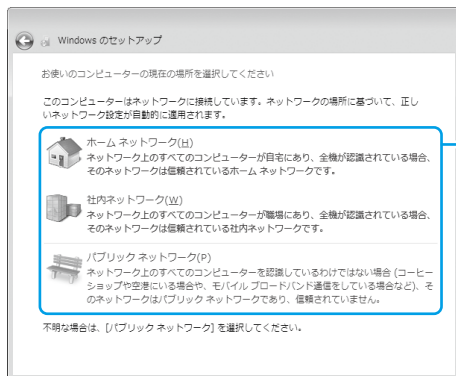 Windows のセットアップ
お使いのコンピューターの現在の場所を選択してください
このコンピューターはネットワークに接続しています。ネットワークの場所に基づいて、正し
いネットワーク設定が自動的に適用されます。
ホーム ネットワーク(H)
ネットワーク上のすべてのコンピューターが自宅にあり、全機が認識されている場合、
そのネットワークは信頼されているホーム ネットワークです。
社内ネットワーク(W)
ネットワーク上のすべてのコンピューターが職場にあり、全機が認識されている場合、
そのネットワークは信頼されている社内ネットワークです。
パブリック ネットワーク(P)
ネットワーク上のすべてのコンピューターを認識しているわけではない場合 (コーヒー
ショップや空港にいる場合や、モバイル ブロードバンド通信をしている場合など)、そ
のネットワークはパブリック ネットワークであり、信頼されていません。
不明な場合は、[パブリック ネットワーク] を選択してください。